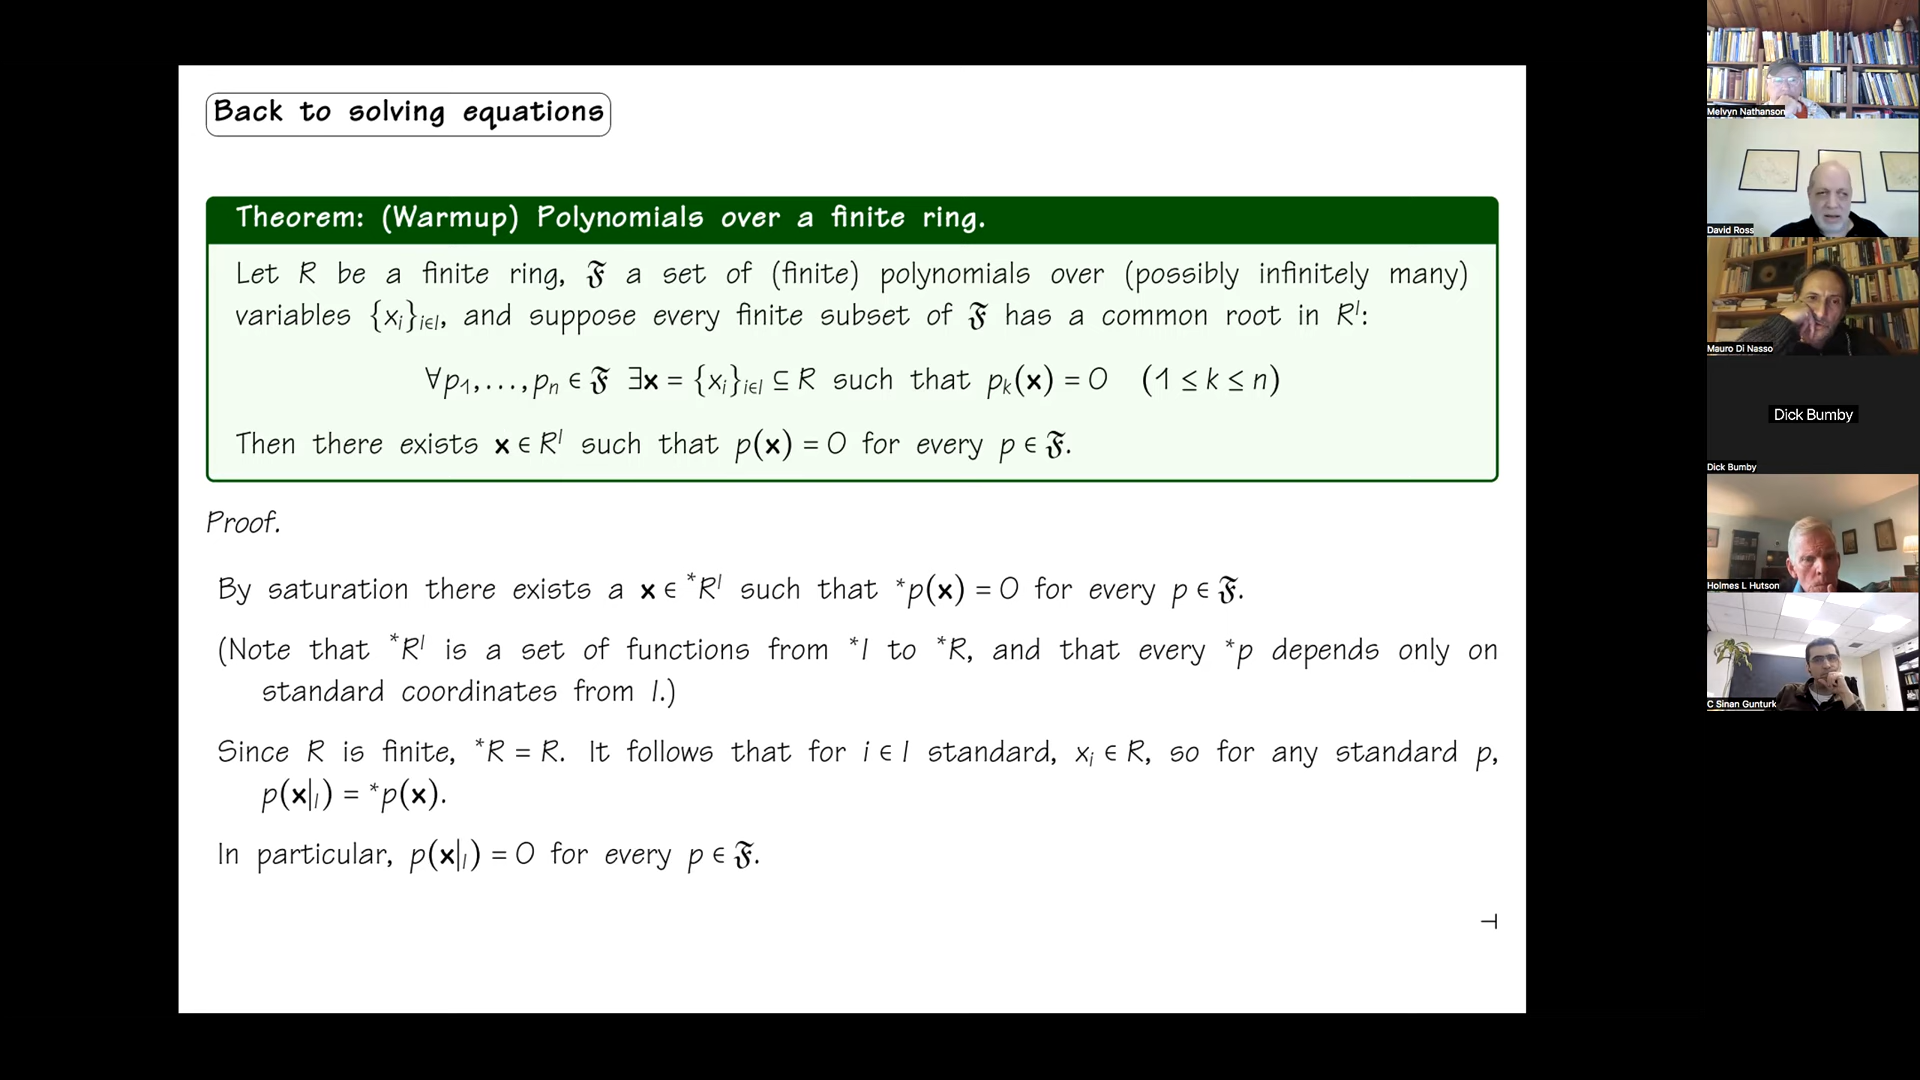 Back to solving equations
Theorem: (Warmup) Polynomials over a finite ring.
Let R be a finite ring, 𝔉 a set of (finite) polynomials over (possibly infinitely many)
variables {xᵢ}ᵢ∈I, and suppose every finite subset of 𝔉 has a common root in Rᴵ:
∀p₁,...,pₙ ∈ 𝔉 ∃𝐱 = {xᵢ}ᵢ∈I ⊆ R such that pₖ(𝐱) = 0 (1 ≤ k ≤ n)
Then there exists 𝐱 ∈ Rᴵ such that p(𝐱) = 0 for every p ∈ 𝔉.
Proof.
By saturation there exists a 𝐱 ∈ *Rᴵ such that *p(𝐱) = 0 for every p ∈ 𝔉.
(Note that *Rᴵ is a set of functions from *I to *R, and that every *p depends only on
standard coordinates from I.)
Since R is finite, *R = R. It follows that for i ∈ I standard, xᵢ ∈ R, so for any standard p,
p(𝐱|I) = *p(𝐱).
In particular, p(𝐱|I) = 0 for every p ∈ 𝔉.
⊣
Melvyn Nathanson
David Ross
Mauro Di Nasso
Dick Bumby
Dick Bumby
Holmes L Hutson
C Sinan Gunturk